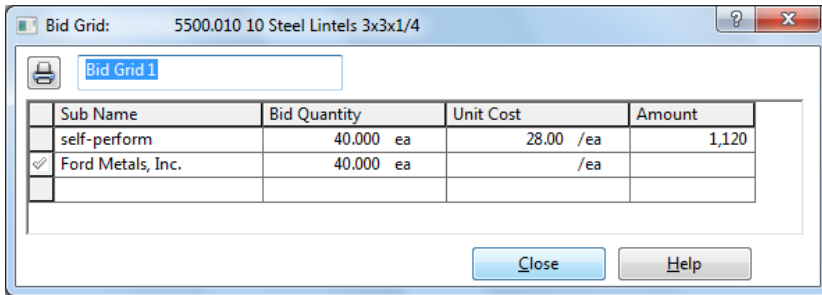 Bid Grid: 5500.010 10 Steel Lintels 3x3x1/4
Bid Grid 1
Sub Name Bid Quantity Unit Cost Amount
self-perform 40.000 ea 28.00 /ea 1,120
Ford Metals, Inc. 40.000 ea /ea
Close Help